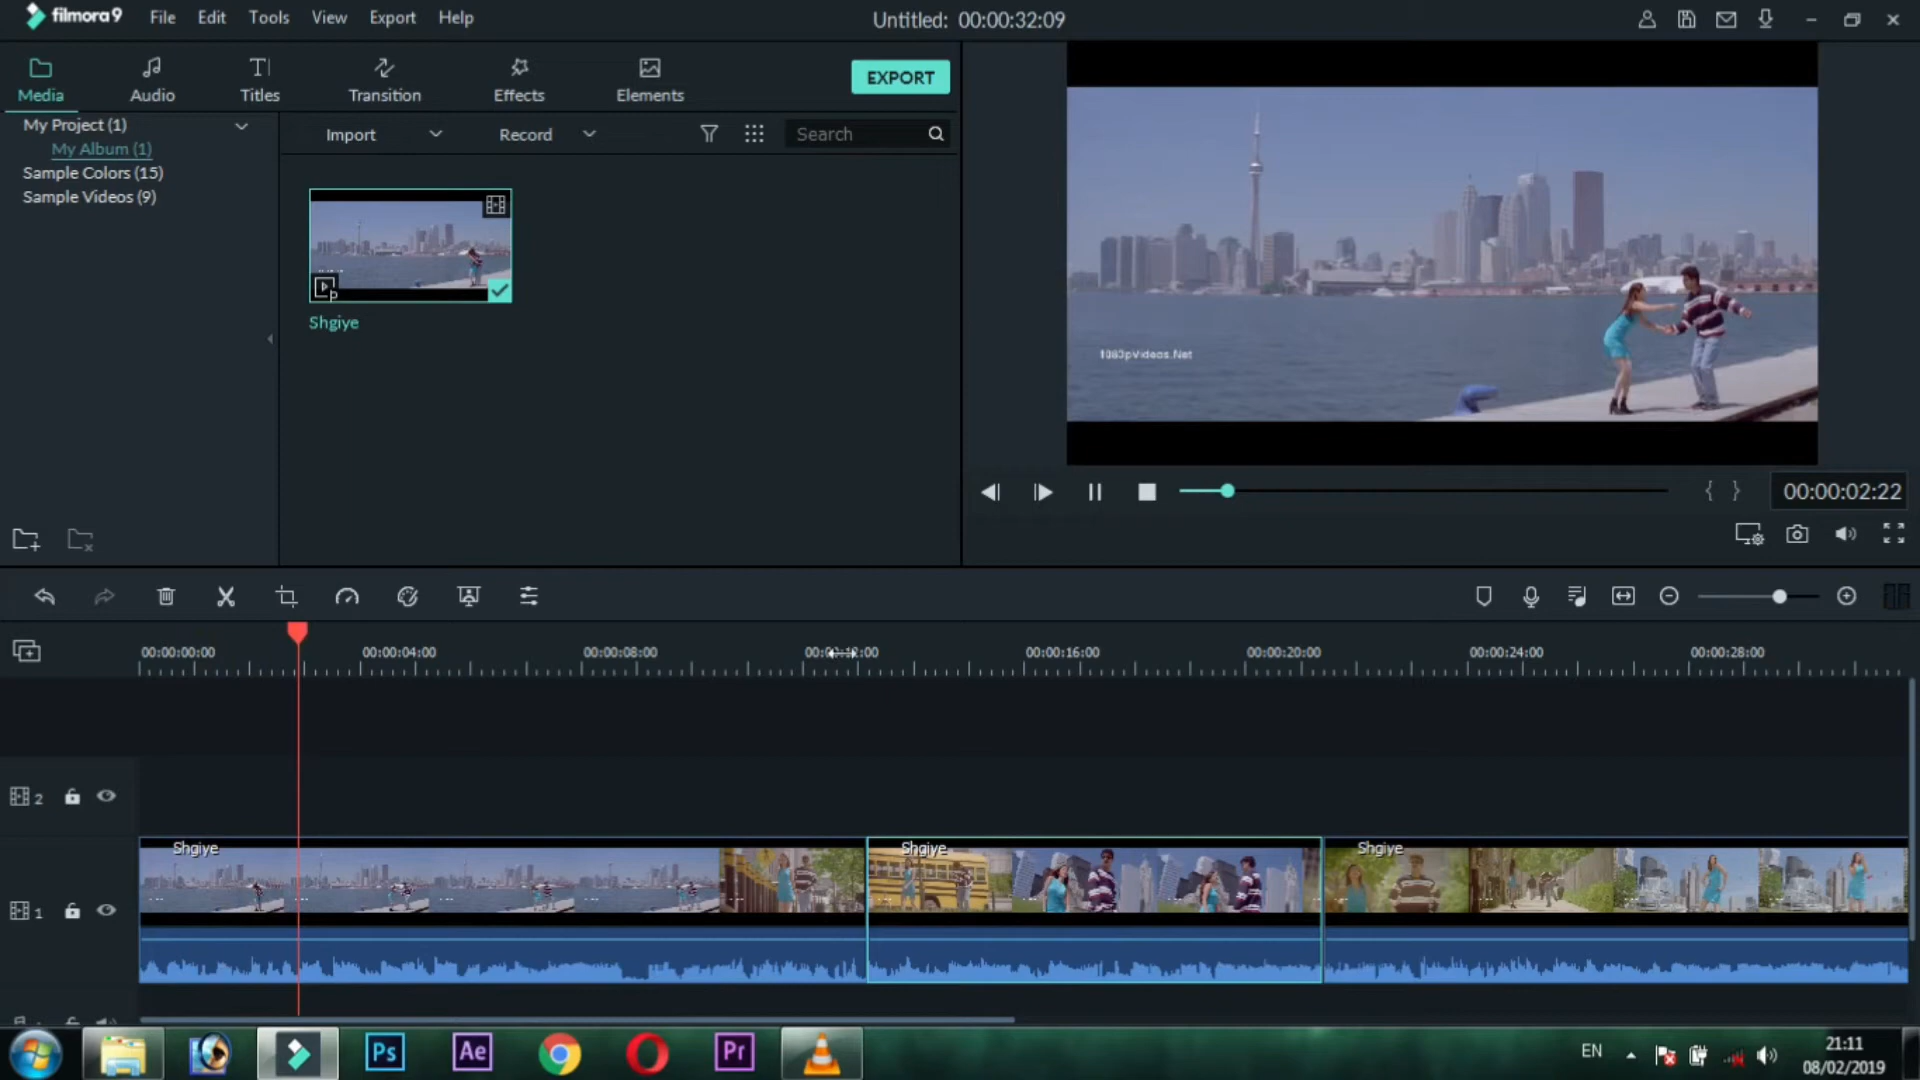 filmora9 File Edit Tools View Export Help Untitled: 00:00:32:09
Media Audio Titles Transition Effects Elements EXPORT
My Project (1) Import Record Search
My Album (1)
Sample Colors (15)
Sample Videos (9)
Shgiye
1080pVideos.Net
00:00:02:22
00:00:00:00 00:00:04:00 00:00:08:00 00:00:12:00 00:00:16:00 00:00:20:00 00:00:24:00 00:00:28:00
2
Shgiye Shgiye Shgiye
1
Ps Ae Pr EN 21:11
08/02/2019